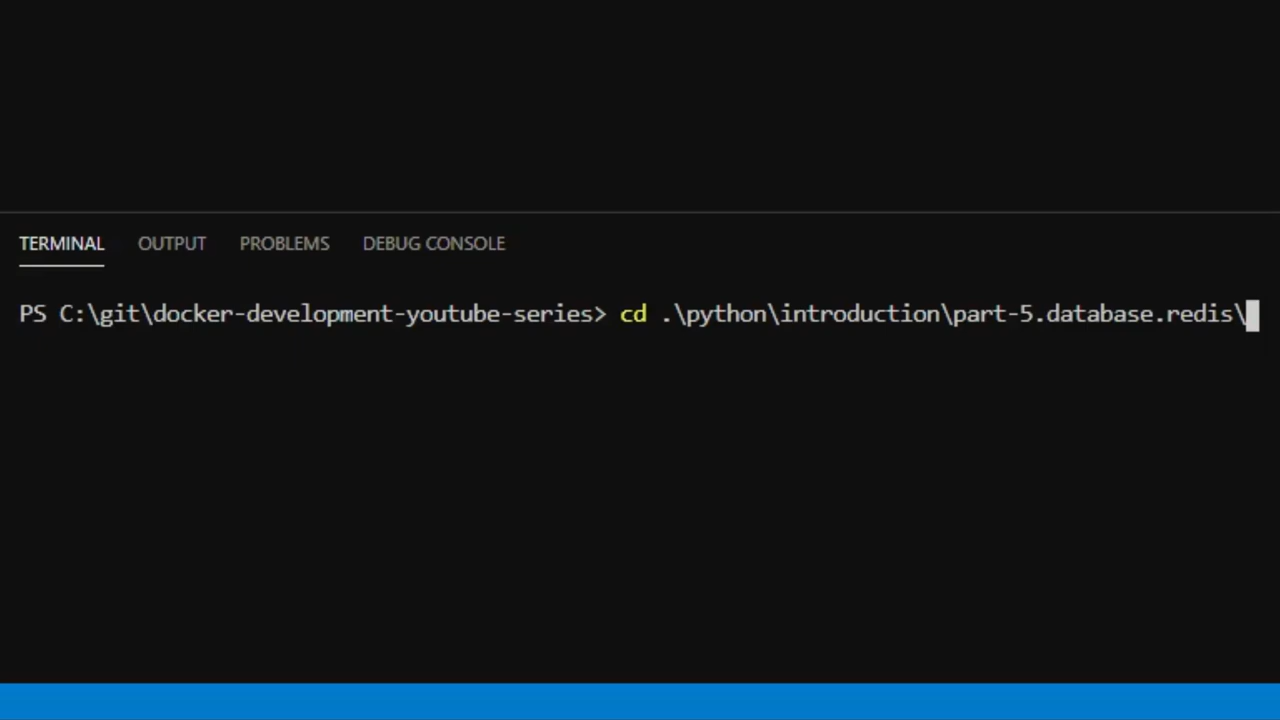 TERMINAL OUTPUT PROBLEMS DEBUG CONSOLE
PS C:\git\docker-development-youtube-series> cd .\python\introduction\part-5.database.redis\